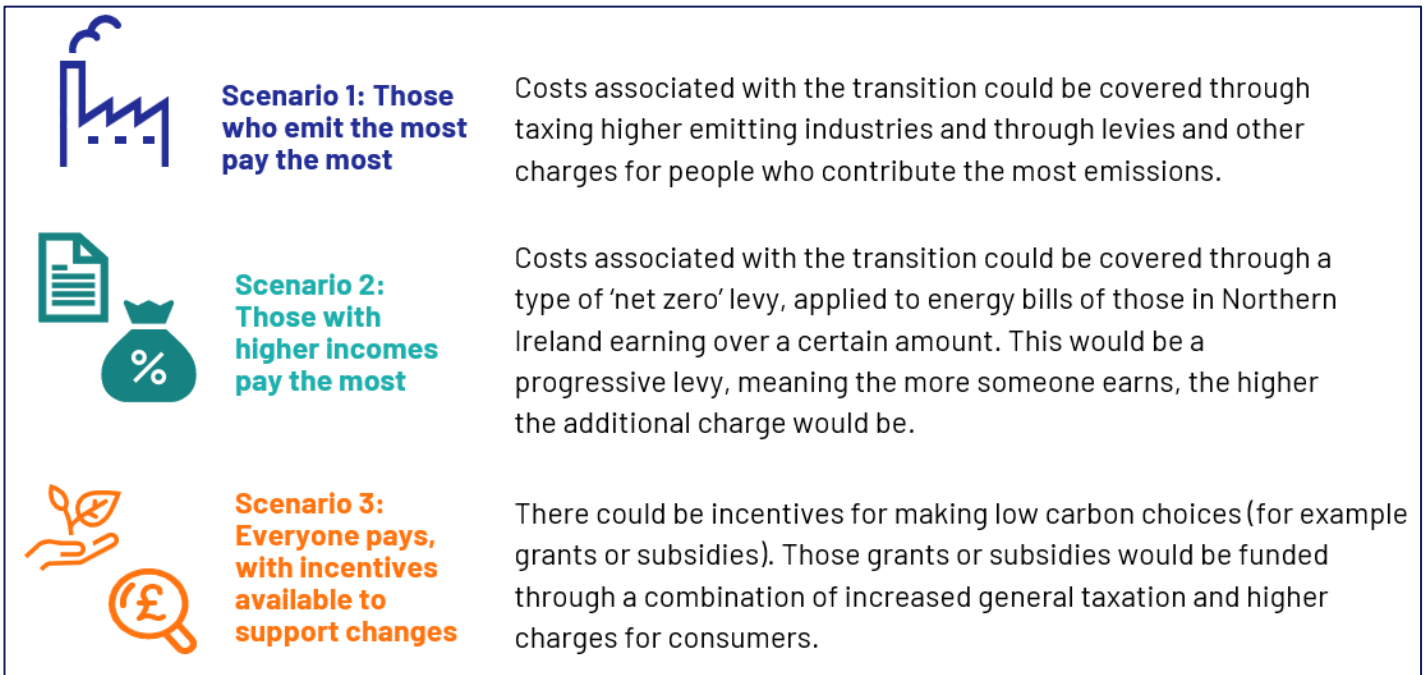 Scenario 1: Those
who emit the most
pay the most
Costs associated with the transition could be covered through
taxing higher emitting industries and through levies and other
charges for people who contribute the most emissions.
%
Scenario 2:
Those with
higher incomes
pay the most
Costs associated with the transition could be covered through a
type of ‘net zero’ levy, applied to energy bills of those in Northern
Ireland earning over a certain amount. This would be a
progressive levy, meaning the more someone earns, the higher
the additional charge would be.
£
Scenario 3:
Everyone pays,
with incentives
available to
support changes
There could be incentives for making low carbon choices (for example
grants or subsidies). Those grants or subsidies would be funded
through a combination of increased general taxation and higher
charges for consumers.